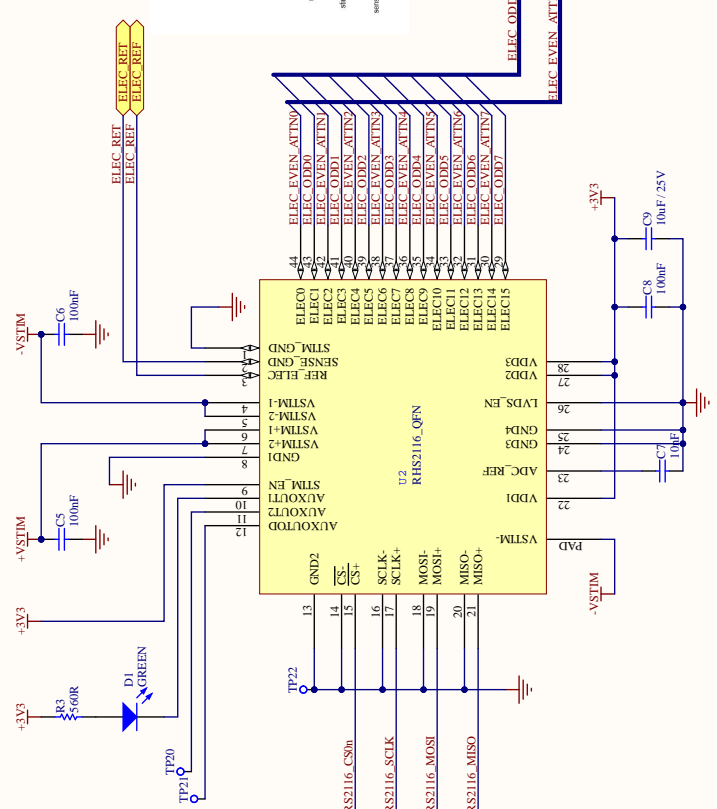 ELEC_RET
ELEC_REF
ELEC_RET
ELEC_REF
ELEC_ODD
ELEC_EVEN_ATT
ELEC_EVEN_ATTN0
ELEC_ODD0
ELEC_EVEN_ATTN1
ELEC_ODD1
ELEC_EVEN_ATTN2
ELEC_ODD2
ELEC_EVEN_ATTN3
ELEC_ODD3
ELEC_EVEN_ATTN4
ELEC_ODD4
ELEC_EVEN_ATTN5
ELEC_ODD5
ELEC_EVEN_ATTN6
ELEC_ODD6
ELEC_EVEN_ATTN7
ELEC_ODD7
44
43
42
41
40
39
38
37
36
35
34
33
32
31
30
29
ELEC0
ELEC1
ELEC2
ELEC3
ELEC4
ELEC5
ELEC6
ELEC7
ELEC8
ELEC9
ELEC10
ELEC11
ELEC12
ELEC13
ELEC14
ELEC15
-VSTIM
C6
100nF
+VSTIM
C5
100nF
+3V3
+3V3
R3
560R
D1
GREEN
TP20
TP21
1 STIM_GND
2 SENSE_GND
3 REF_ELEC
4 VSTIM-1
5 VSTIM-2
6 VSTIM+1
7 VSTIM+2
8 GND1
9 STIM_EN
10 AUXOUT1
11 AUXOUT2
12 AUXOUTOD
U2
RHS2116_QFN
VDD3 28
VDD2 27
LVDS_EN 26
GND4 25
GND3 24
ADC_REF 23
VDD1 22
VSTIM- PAD
+3V3
C9
10uF/25V
C8
100nF
C7
10nF
-VSTIM
GND2
CS-
CS+
SCLK-
SCLK+
MOSI-
MOSI+
MISO-
MISO+
13
14
15
16
17
18
19
20
21
TP22
RS2116_CS0n
RS2116_SCLK
RS2116_MOSI
RS2116_MISO